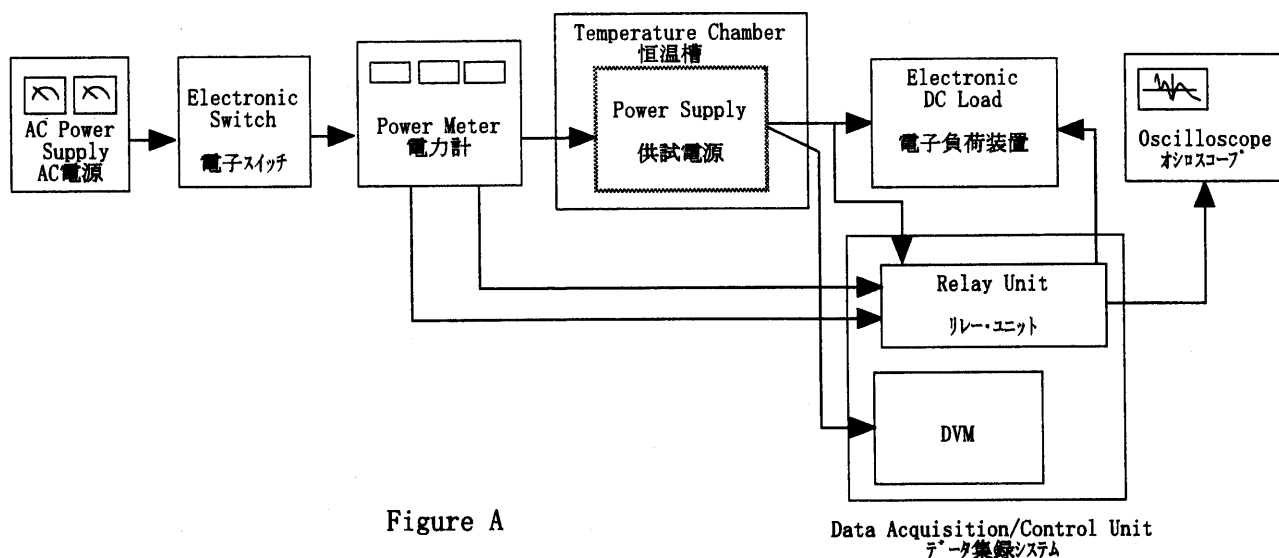 AC Power
Supply
AC電源
Electronic
Switch
電子スイッチ
Power Meter
電力計
Temperature Chamber
恒温槽
Power Supply
供試電源
Electronic
DC Load
電子負荷装置
Oscilloscope
オシロスコープ
Relay Unit
リレー・ユニット
DVM
Data Acquisition/Control Unit
データ集録システム
Figure A